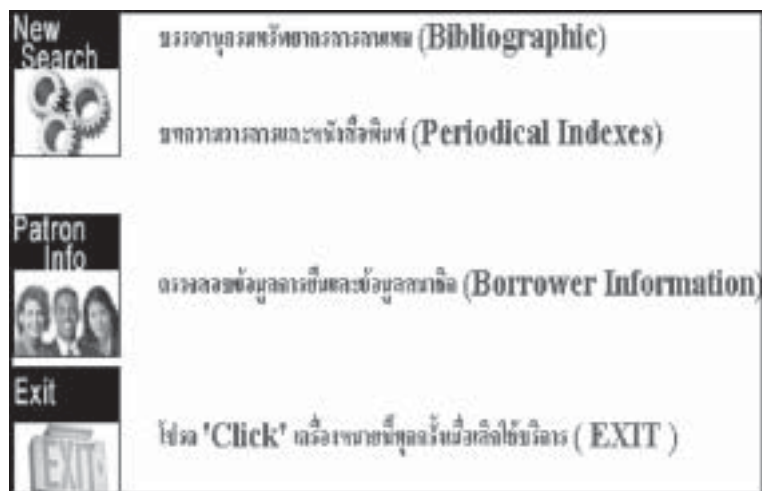 New
Search
บรรณานุกรมทรัพยากรสารสนเทศ (Bibliographic)
บทความวารสารและหนังสือพิมพ์ (Periodical Indexes)
Patron
Info
ตรวจสอบข้อมูลการยืมและข้อมูลสมาชิก (Borrower Information)
Exit
EXIT
โปรด 'Click' เครื่องหมายนี้ทุกครั้งเมื่อเลิกใช้บริการ ( EXIT )